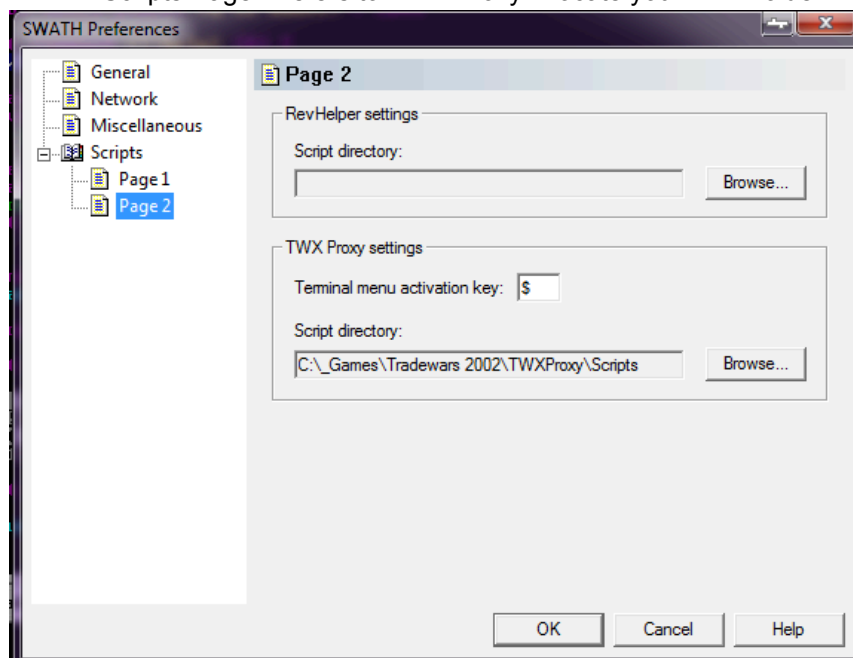 SWATH Preferences
General
Network
Miscellaneous
Scripts
Page 1
Page 2
Page 2
RevHelper settings
Script directory:
Browse...
TWX Proxy settings
Terminal menu activation key: $
Script directory:
C:\_Games\Tradewars 2002\TWXProxy\Scripts
Browse...
OK Cancel Help